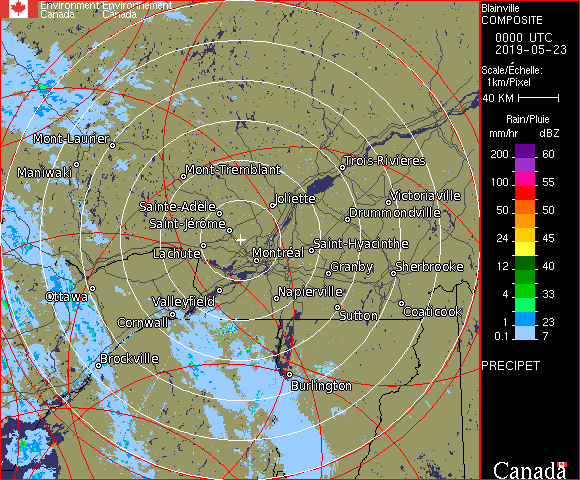 Environment Environnement
Canada Canada
Blainville
COMPOSITE
0000 UTC
2019-05-23
Scale/Échelle:
1km/Pixel
40 KM
Rain/Pluie
mm/hr dBZ
200 60
100 55
50 50
24 45
12 40
4 33
1 23
0.1 7
PRECIPET
Canada
Mont-Laurier
Maniwaki
Mont-Tremblant
Trois-Rivières
Sainte-Adèle
Joliette
Victoriaville
Drummondville
Saint-Jérôme
Lachute
Montréal
Saint-Hyacinthe
Granby
Sherbrooke
Ottawa
Valleyfield
Napierville
Cornwall
Sutton
Coaticook
Brockville
Burlington